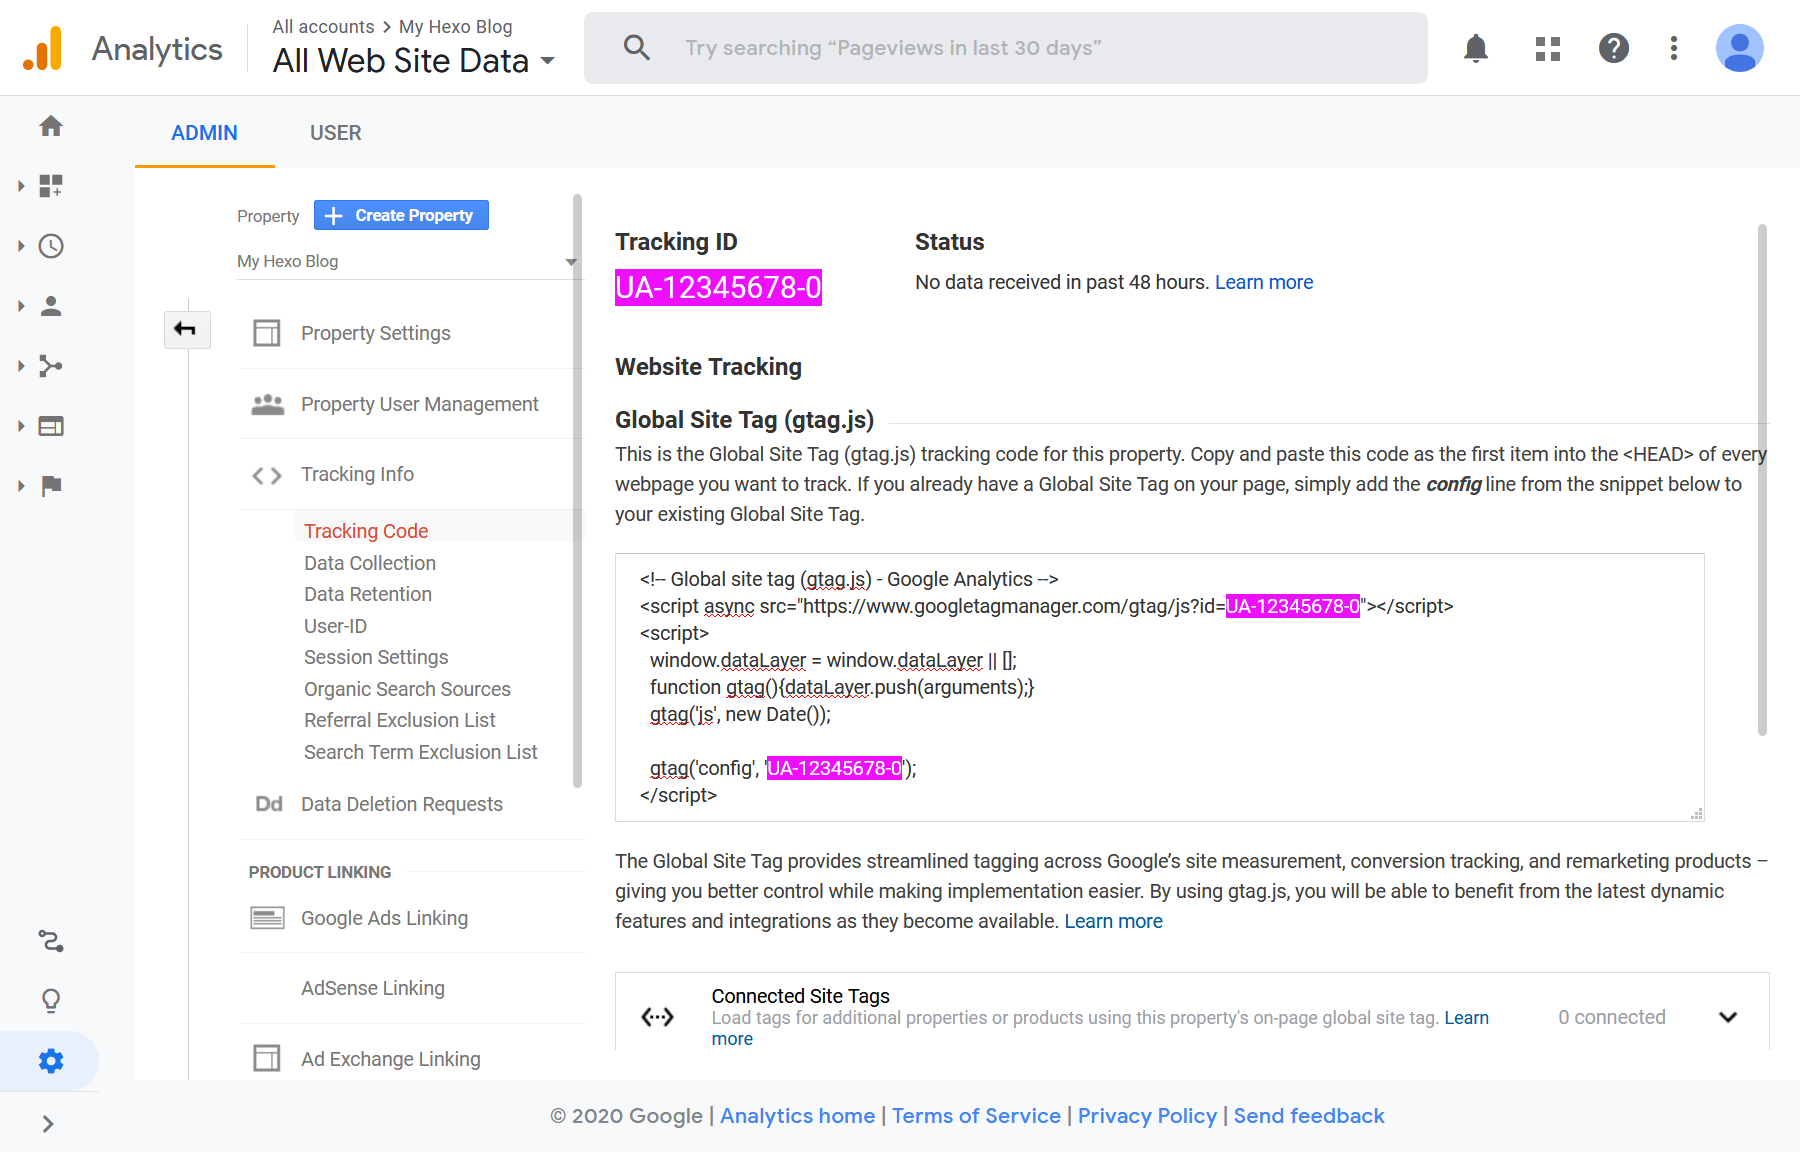 Analytics
All accounts > My Hexo Blog
All Web Site Data
Try searching “Pageviews in last 30 days”
ADMIN
USER
Property
Create Property
My Hexo Blog
Property Settings
Property User Management
Tracking Info
Tracking Code
Data Collection
Data Retention
User-ID
Session Settings
Organic Search Sources
Referral Exclusion List
Search Term Exclusion List
Dd Data Deletion Requests
PRODUCT LINKING
Google Ads Linking
AdSense Linking
Ad Exchange Linking
Tracking ID
UA-12345678-0
Status
No data received in past 48 hours. Learn more
Website Tracking
Global Site Tag (gtag.js)
This is the Global Site Tag (gtag.js) tracking code for this property. Copy and paste this code as the first item into the <HEAD> of every
webpage you want to track. If you already have a Global Site Tag on your page, simply add the config line from the snippet below to
your existing Global Site Tag.
<!-- Global site tag (gtag.js) - Google Analytics -->
<script async src="https://www.googletagmanager.com/gtag/js?id=UA-12345678-0"></script>
<script>
window.dataLayer = window.dataLayer || [];
function gtag(){dataLayer.push(arguments);}
gtag('js', new Date());
gtag('config', 'UA-12345678-0');
</script>
The Global Site Tag provides streamlined tagging across Google’s site measurement, conversion tracking, and remarketing products –
giving you better control while making implementation easier. By using gtag.js, you will be able to benefit from the latest dynamic
features and integrations as they become available. Learn more
Connected Site Tags
Load tags for additional properties or products using this property's on-page global site tag. Learn
more
0 connected
© 2020 Google | Analytics home | Terms of Service | Privacy Policy | Send feedback